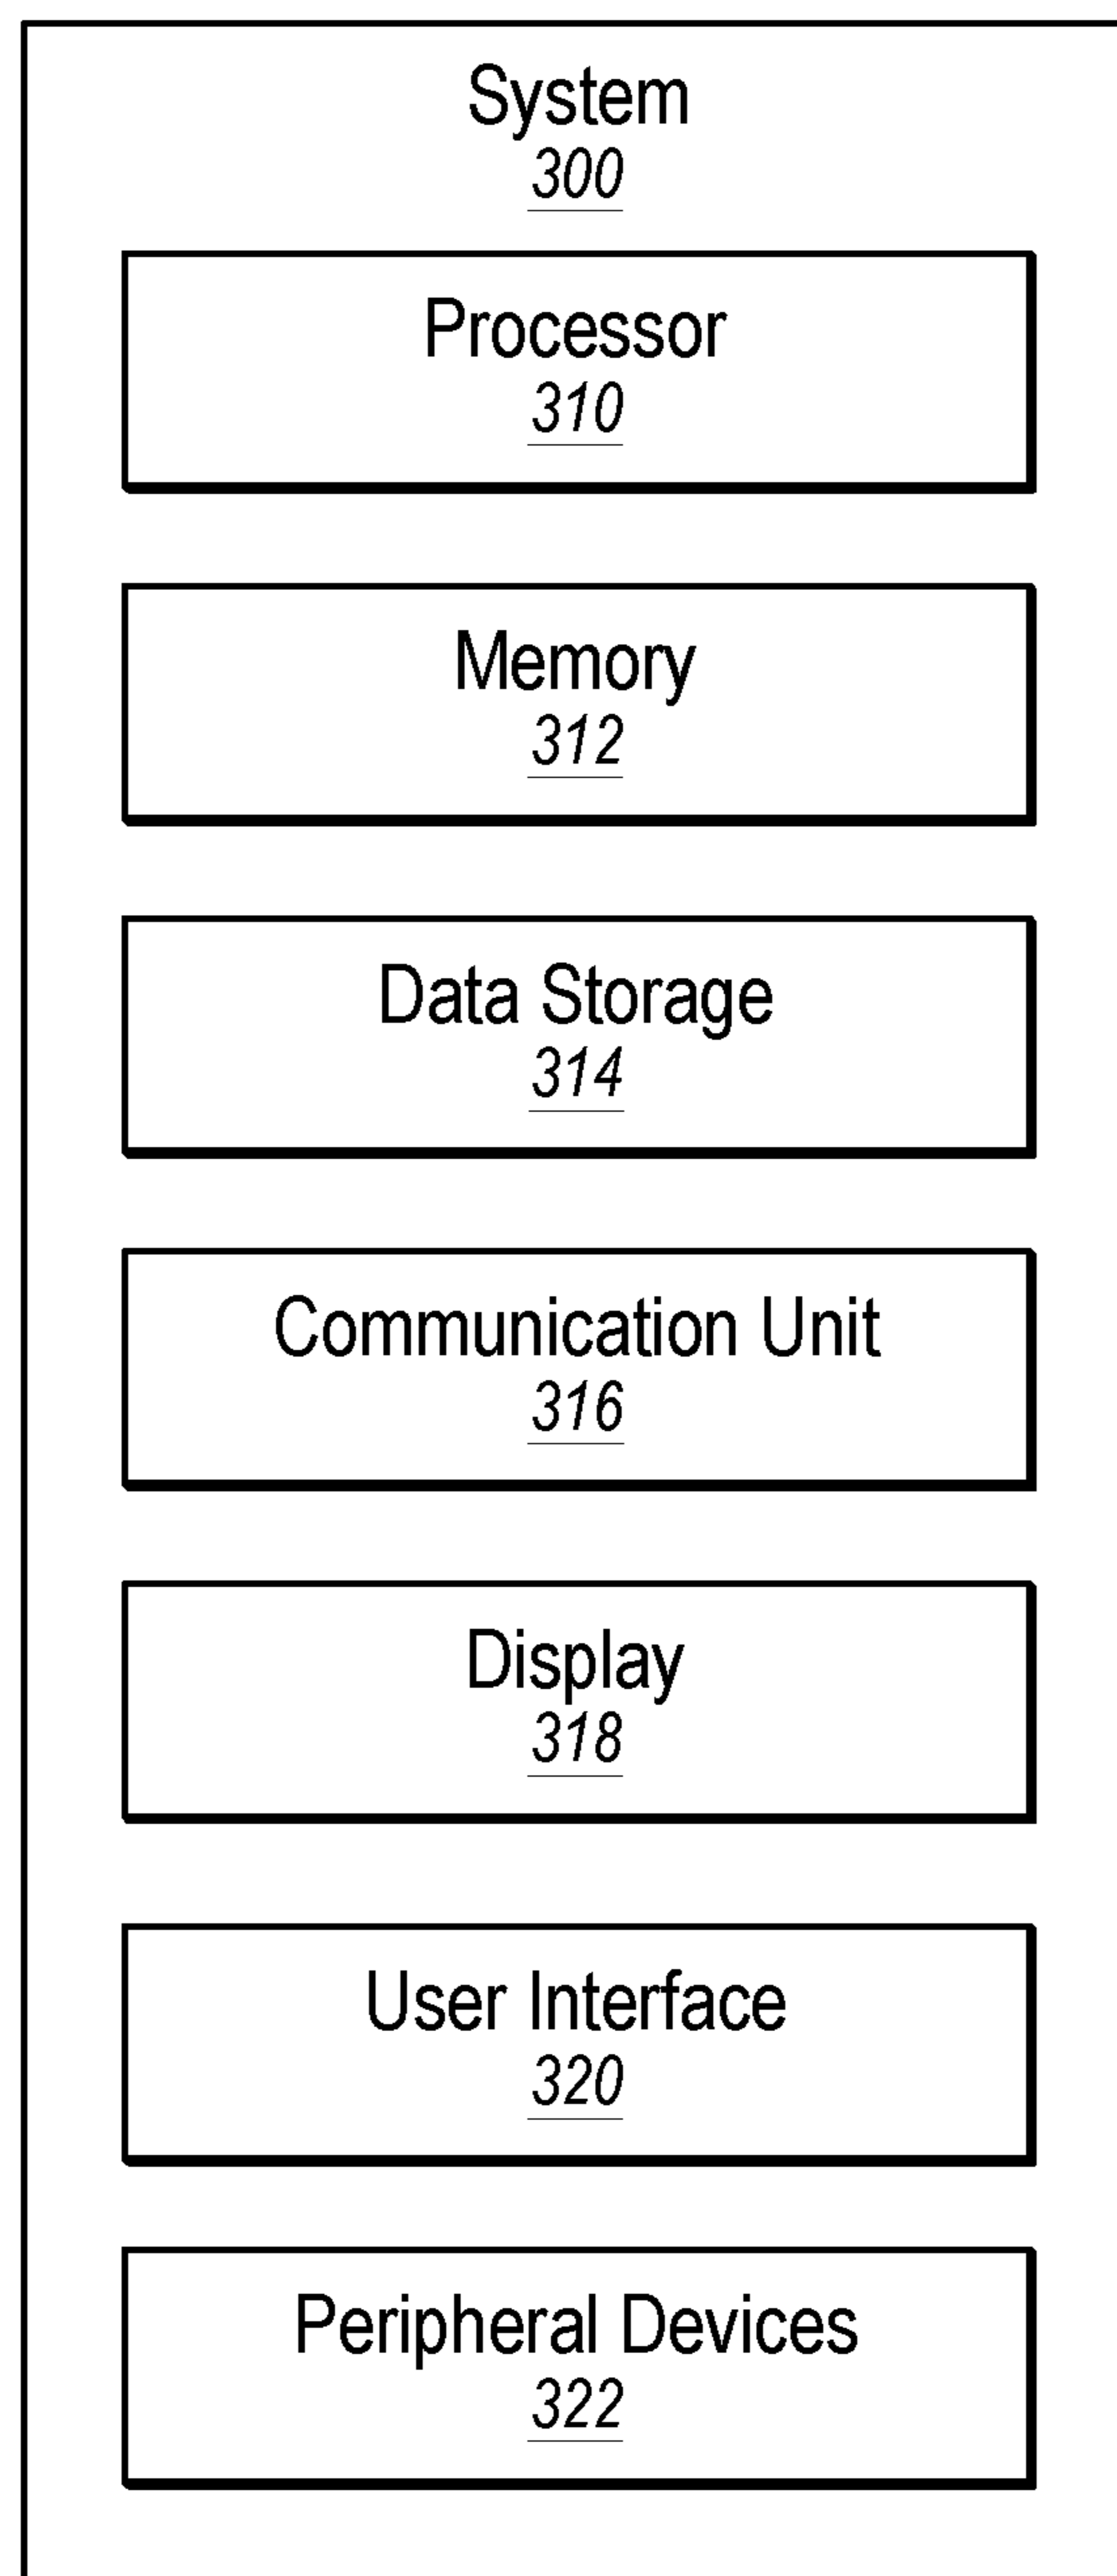 System
300
Processor
310
Memory
312
Data Storage
314
Communication Unit
316
Display
318
User Interface
320
Peripheral Devices
322